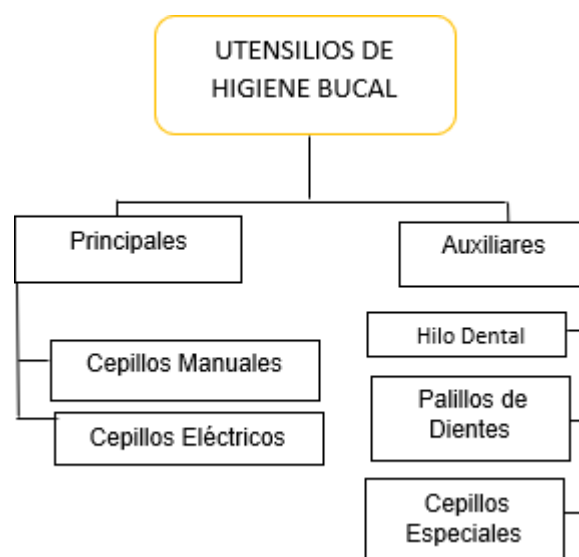 UTENSILIOS DE
HIGIENE BUCAL
Principales
Auxiliares
Cepillos Manuales
Cepillos Eléctricos
Hilo Dental
Palillos de
Dientes
Cepillos
Especiales